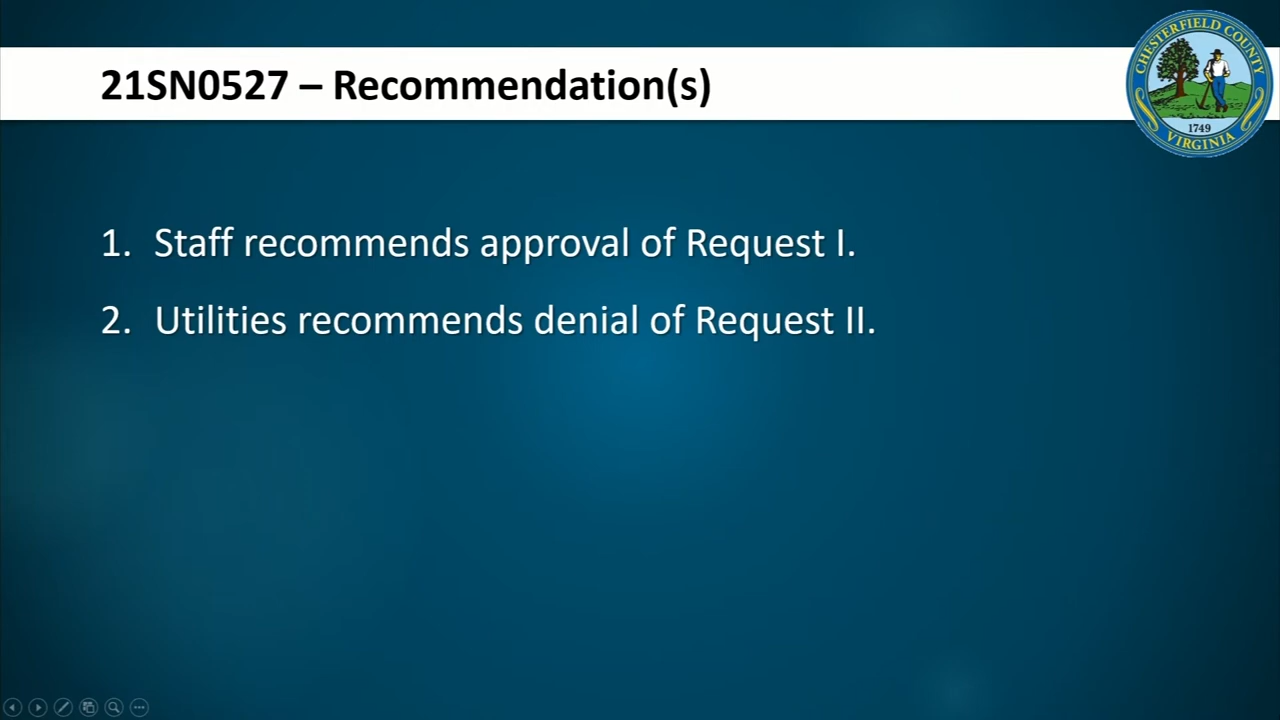 21SN0527 – Recommendation(s)
CHESTERFIELD COUNTY
1749
VIRGINIA
1. Staff recommends approval of Request I.
2. Utilities recommends denial of Request II.